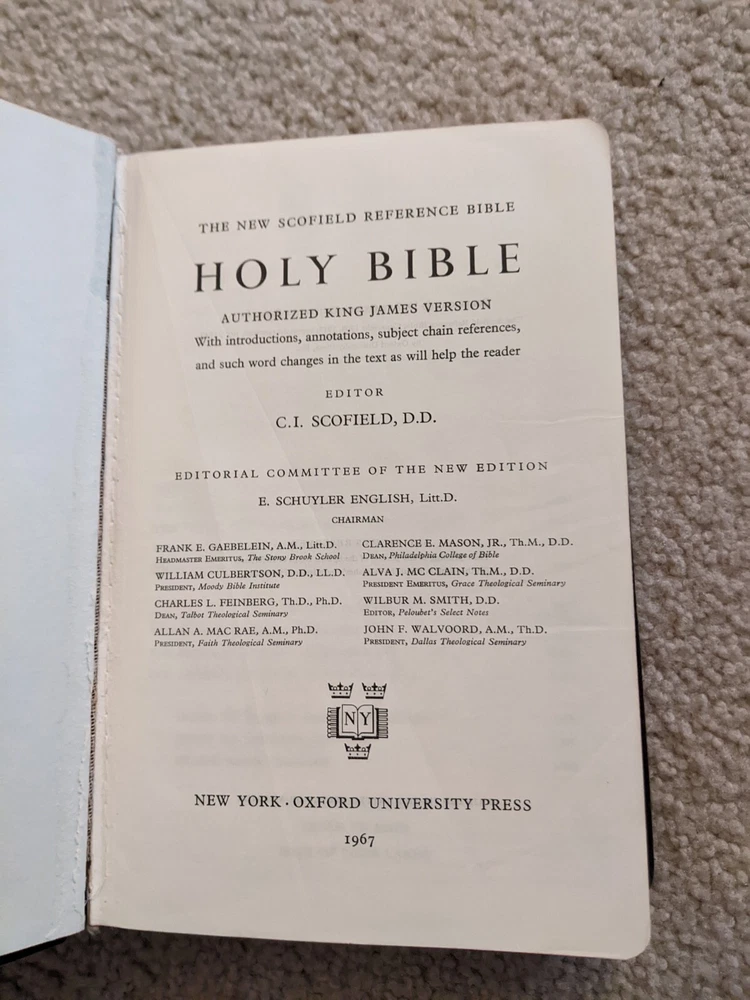 THE NEW SCOFIELD REFERENCE BIBLE
HOLY BIBLE
AUTHORIZED KING JAMES VERSION
With introductions, annotations, subject chain references,
and such word changes in the text as will help the reader
EDITOR
C.I. SCOFIELD, D.D.
EDITORIAL COMMITTEE OF THE NEW EDITION
E. SCHUYLER ENGLISH, Litt.D.
CHAIRMAN
FRANK E. GAEBELEIN, A.M., Litt.D.
HEADMASTER EMERITUS, The Stony Brook School
WILLIAM CULBERTSON, D.D., LL.D.
PRESIDENT, Moody Bible Institute
CHARLES L. FEINBERG, Th.D., Ph.D.
DEAN, Talbot Theological Seminary
ALLAN A. MAC RAE, A.M., Ph.D.
PRESIDENT, Faith Theological Seminary
CLARENCE E. MASON, JR., Th.M., D.D.
DEAN, Philadelphia College of Bible
ALVA J. MC CLAIN, Th.M., D.D.
PRESIDENT EMERITUS, Grace Theological Seminary
WILBUR M. SMITH, D.D.
EDITOR, Peloubet's Select Notes
JOHN F. WALVOORD, A.M., Th.D.
PRESIDENT, Dallas Theological Seminary
NY
NEW YORK · OXFORD UNIVERSITY PRESS
1967